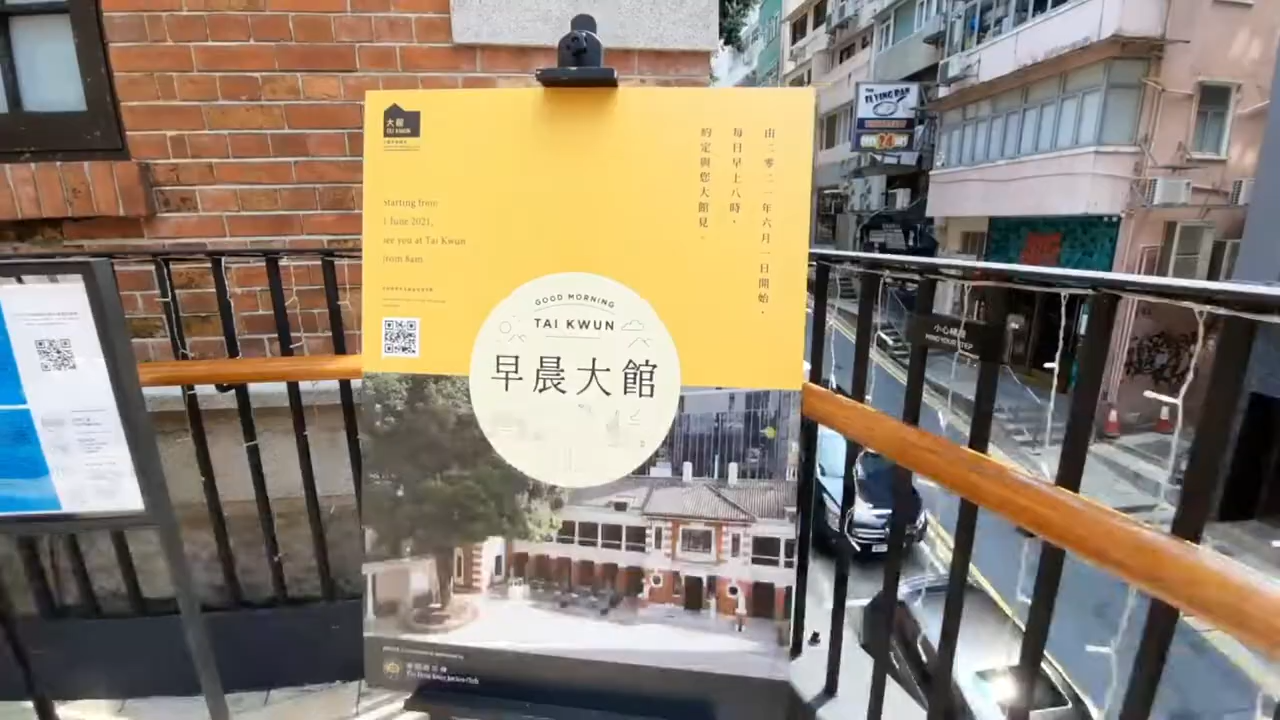 大館
TAI KWUN
Starting from
1 June 2021,
see you at Tai Kwun
from 8am
由二零二一年六月一日開始，
每日早上八時，
約定與您大館見。
GOOD MORNING
TAI KWUN
早晨大館
THE
FLYING PAN
24
小心梯級
MIND YOUR STEP